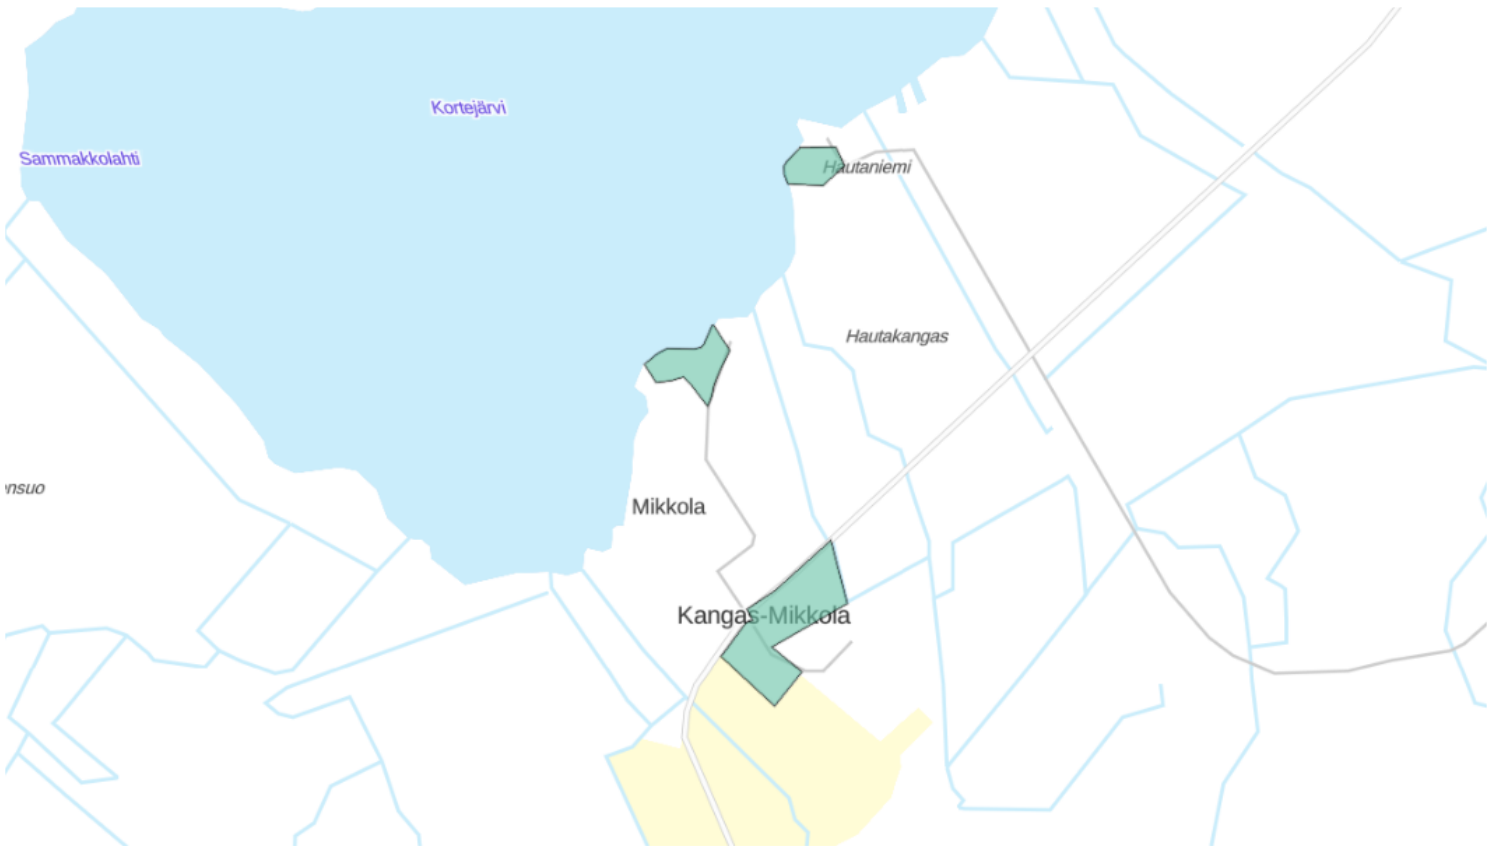 Kortejärvi
Sammakkolahti
Hautaniemi
Hautakangas
nsuo
Mikkola
Kangas-Mikkola